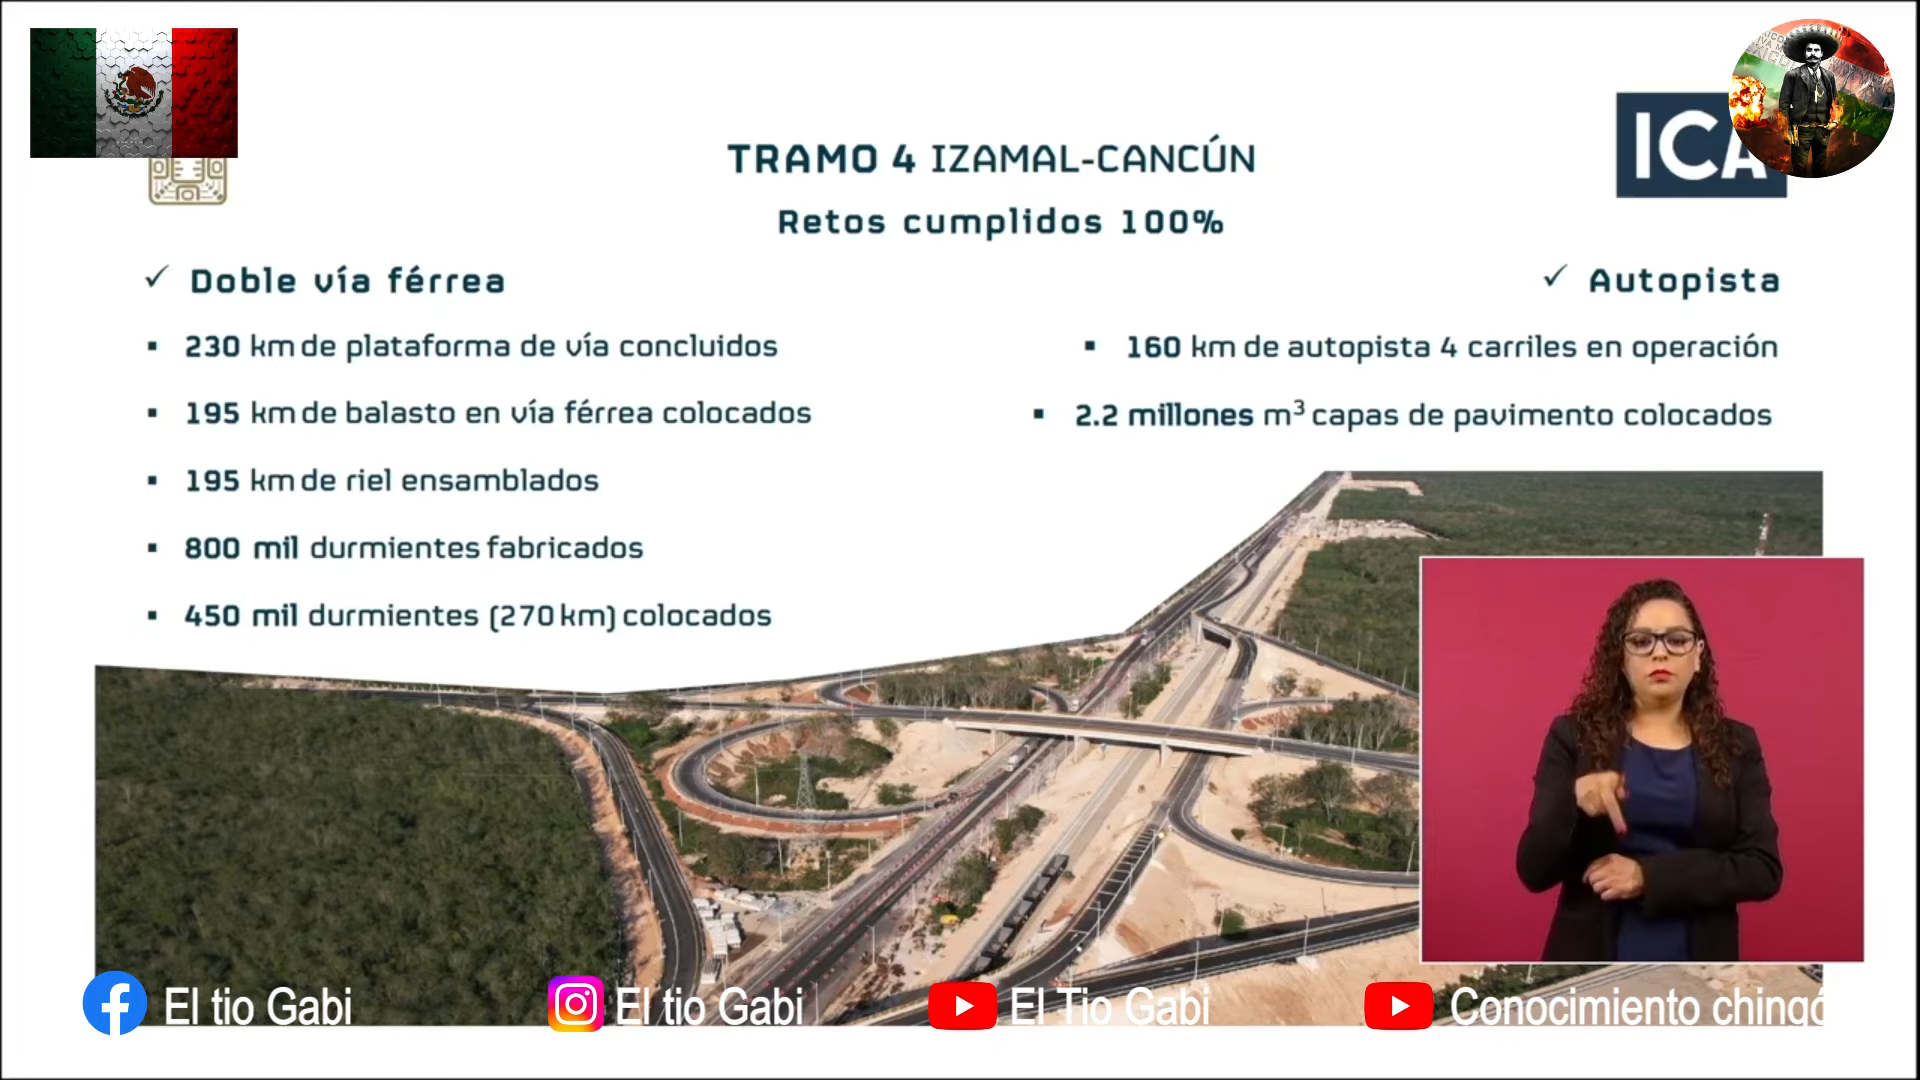 TRAMO 4 IZAMAL-CANCÚN
ICA
Retos cumplidos 100%
✓ Doble vía férrea
▪ 230 km de plataforma de vía concluidos
▪ 195 km de balasto en vía férrea colocados
▪ 195 km de riel ensamblados
▪ 800 mil durmientes fabricados
▪ 450 mil durmientes (270 km) colocados
✓ Autopista
▪ 160 km de autopista 4 carriles en operación
▪ 2.2 millones m³ capas de pavimento colocados
El tio Gabi
El tio Gabi
El Tio Gabi
Conocimiento chingó